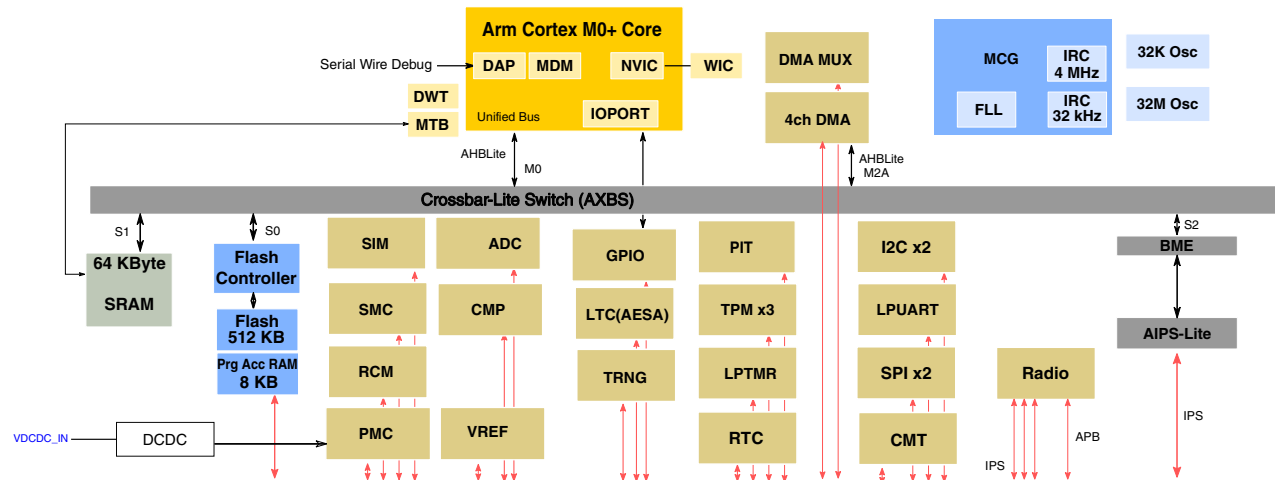 Arm Cortex M0+ Core
Serial Wire Debug
DAP
MDM
NVIC
WIC
DWT
MTB
Unified Bus
IOPORT
AHBLite
M0
DMA MUX
4ch DMA
AHBLite
M2A
MCG
IRC
4 MHz
FLL
IRC
32 kHz
32K Osc
32M Osc
Crossbar-Lite Switch (AXBS)
S1
S0
S2
64 KByte
SRAM
Flash
Controller
Flash
512 KB
Prg Acc RAM
8 KB
SIM
SMC
RCM
PMC
ADC
CMP
VREF
GPIO
LTC(AESA)
TRNG
PIT
TPM x3
LPTMR
RTC
I2C x2
LPUART
SPI x2
CMT
Radio
IPS
APB
BME
AIPS-Lite
IPS
VDCDC_IN
DCDC